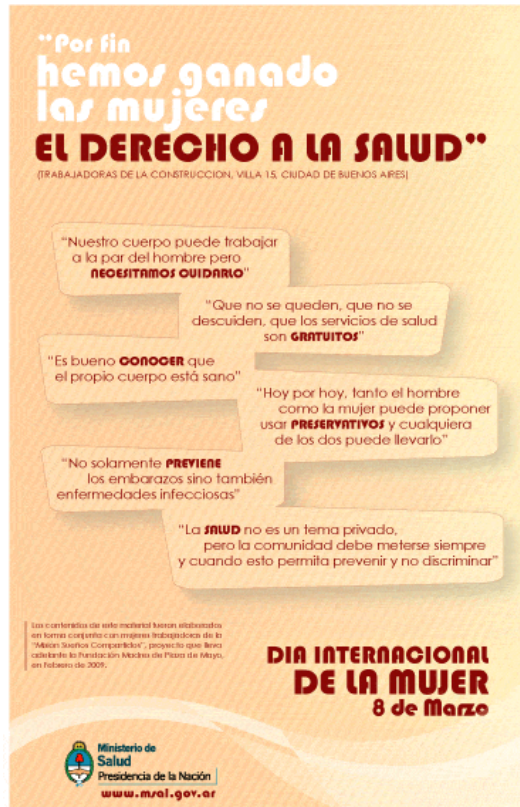 "Por fin
hemos ganado
las mujeres
EL DERECHO A LA SALUD"
(TRABAJADORAS DE LA CONSTRUCCION, VILLA 15, CIUDAD DE BUENOS AIRES)
"Nuestro cuerpo puede trabajar
a la par del hombre pero
NECESITAMOS CUIDARLO"
"Que no se queden, que no se
descuiden, que los servicios de salud
son GRATUITOS"
"Es bueno CONOCER que
el propio cuerpo está sano"
"Hoy por hoy, tanto el hombre
como la mujer puede proponer
usar PRESERVATIVOS y cualquiera
de los dos puede llevarlo"
"No solamente PREVIENE
los embarazos sino también
enfermedades infecciosas"
"La SALUD no es un tema privado,
pero la comunidad debe meterse siempre
y cuando esto permita prevenir y no discriminar"
Los contenidos de este material fueron elaborados
en forma conjunta con mujeres trabajadoras de la
"Misión Sueños Compartidos", proyecto que lleva
adelante la Fundación Madres de Plaza de Mayo,
en Febrero de 2009.
DIA INTERNACIONAL
DE LA MUJER
8 de Marzo
Ministerio de
Salud
Presidencia de la Nación
www.msal.gov.ar